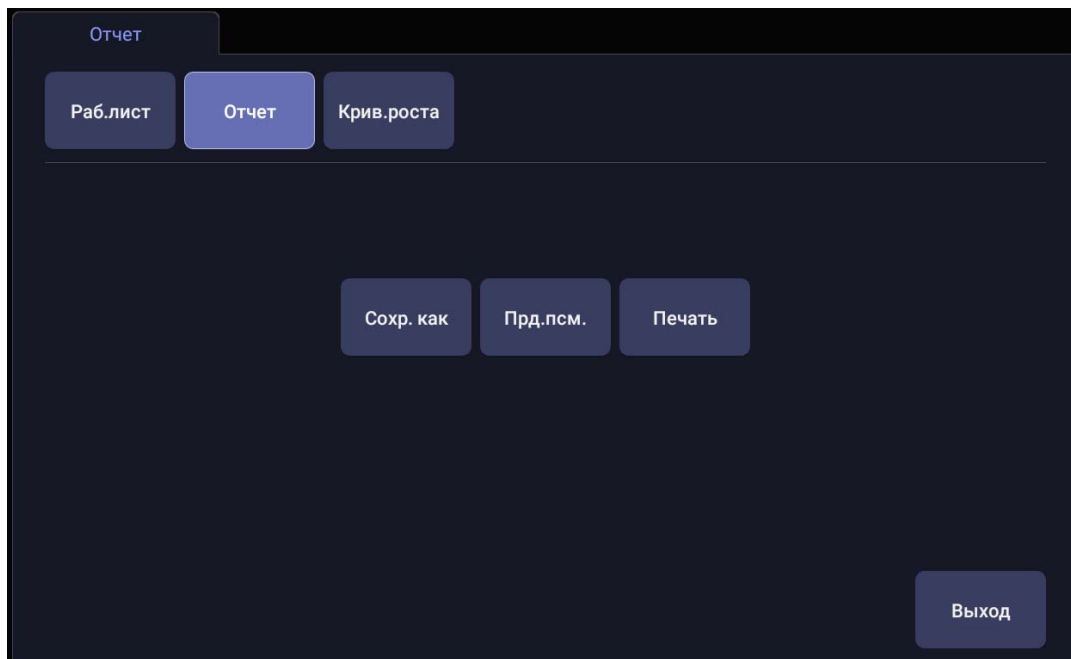 Отчет
Раб.лист Отчет Крив.роста
Сохр. как Прд.псм. Печать
Выход